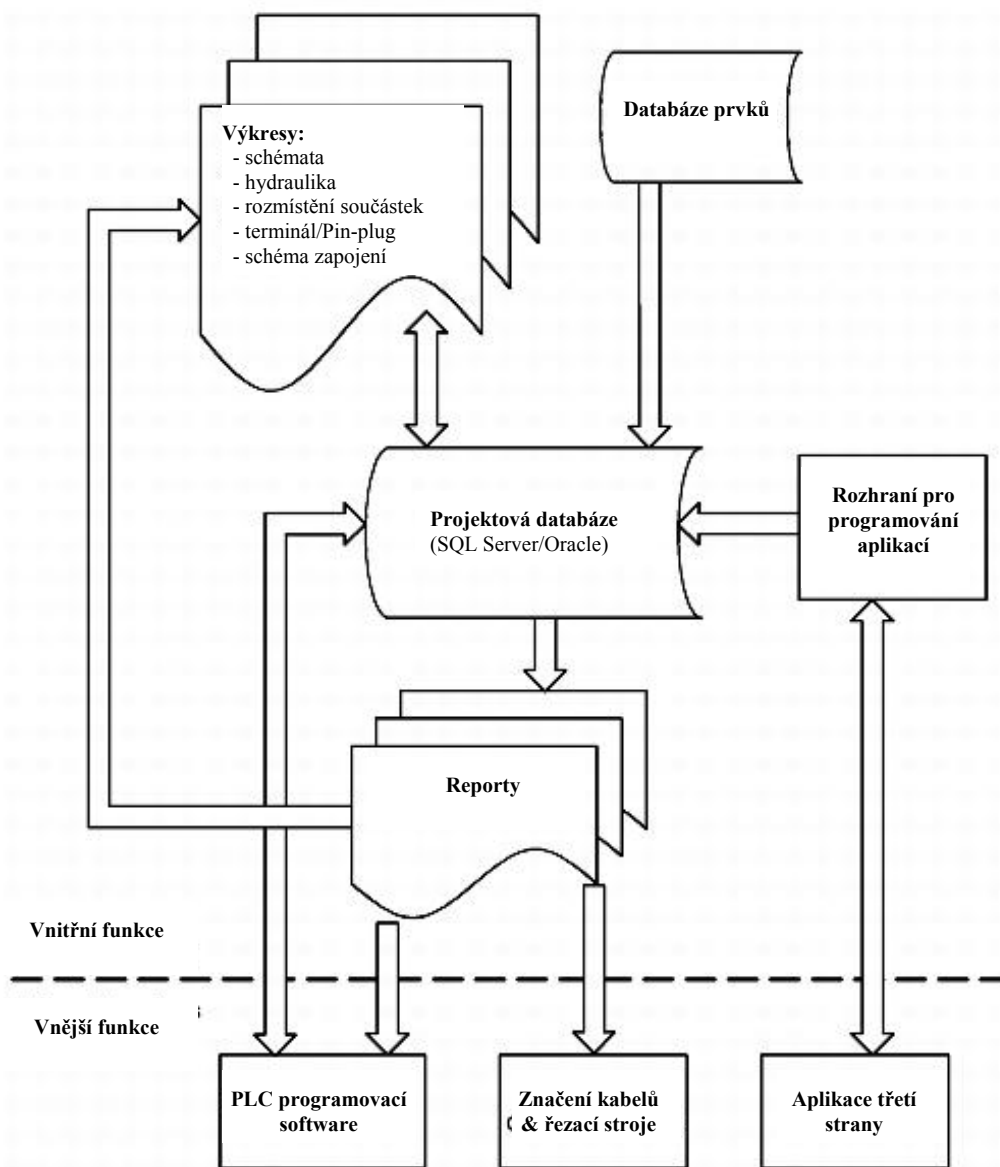 Výkresy:
- schémata
- hydraulika
- rozmístění součástek
- terminál/Pin-plug
- schéma zapojení
Databáze prvků
Projektová databáze
(SQL Server/Oracle)
Rozhraní pro
programování
aplikací
Reporty
Vnitřní funkce
Vnější funkce
PLC programovací
software
Značení kabelů
& řezací stroje
Aplikace třetí
strany